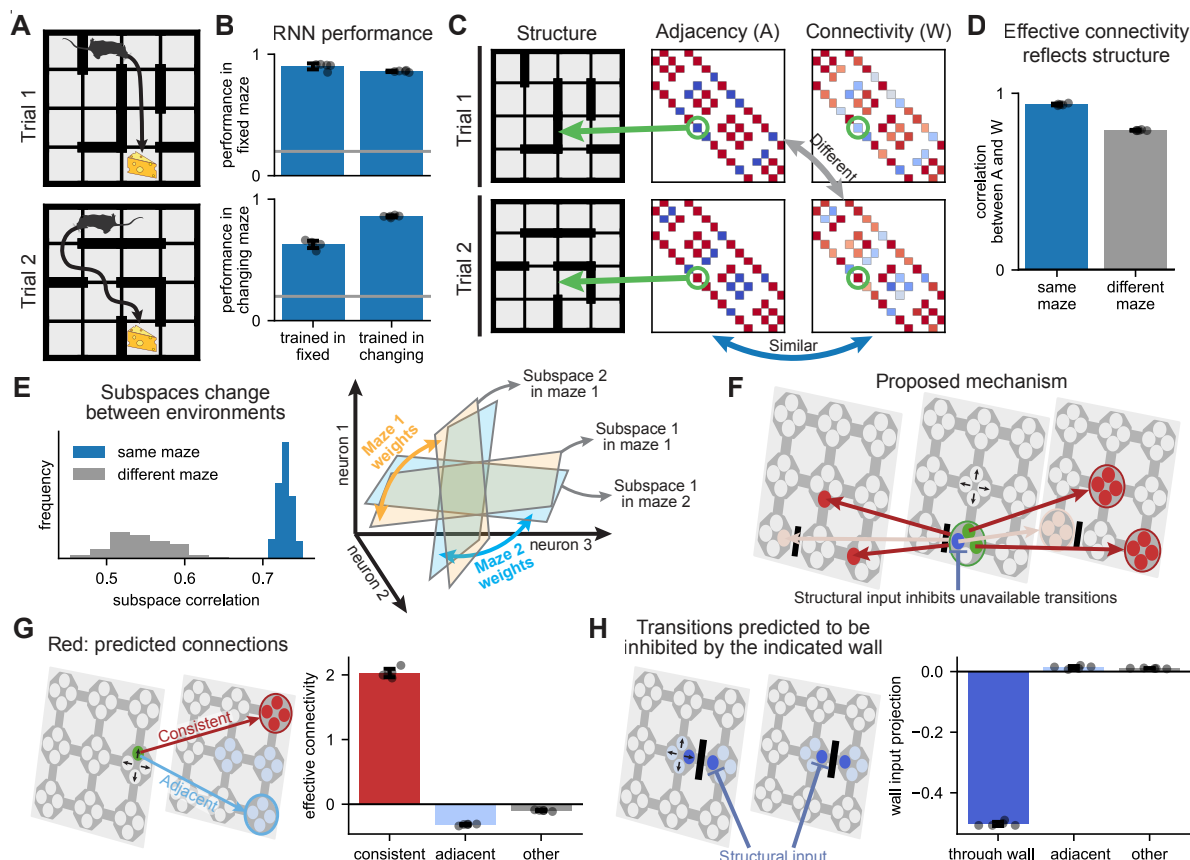 A
Trial 1
Trial 2
B
RNN performance
performance in
fixed maze
1
0
performance in
changing maze
1
0
trained in
fixed
trained in
changing
C
Structure
Adjacency (A)
Connectivity (W)
Trial 1
Trial 2
Different
Similar
D
Effective connectivity
reflects structure
correlation
between A and W
1
0
same
maze
different
maze
E
Subspaces change
between environments
same maze
different maze
frequency
0.5
0.6
0.7
subspace correlation
neuron 1
neuron 2
neuron 3
Maze 1
weights
Maze 2
weights
Subspace 2
in maze 1
Subspace 1
in maze 1
Subspace 1
in maze 2
F
Proposed mechanism
Structural input inhibits unavailable transitions
G
Red: predicted connections
Consistent
Adjacent
effective connectivity
2
0
consistent
adjacent
other
H
Transitions predicted to be
inhibited by the indicated wall
Structural input
wall input projection
0.0
−0.2
−0.4
through wall
adjacent
other